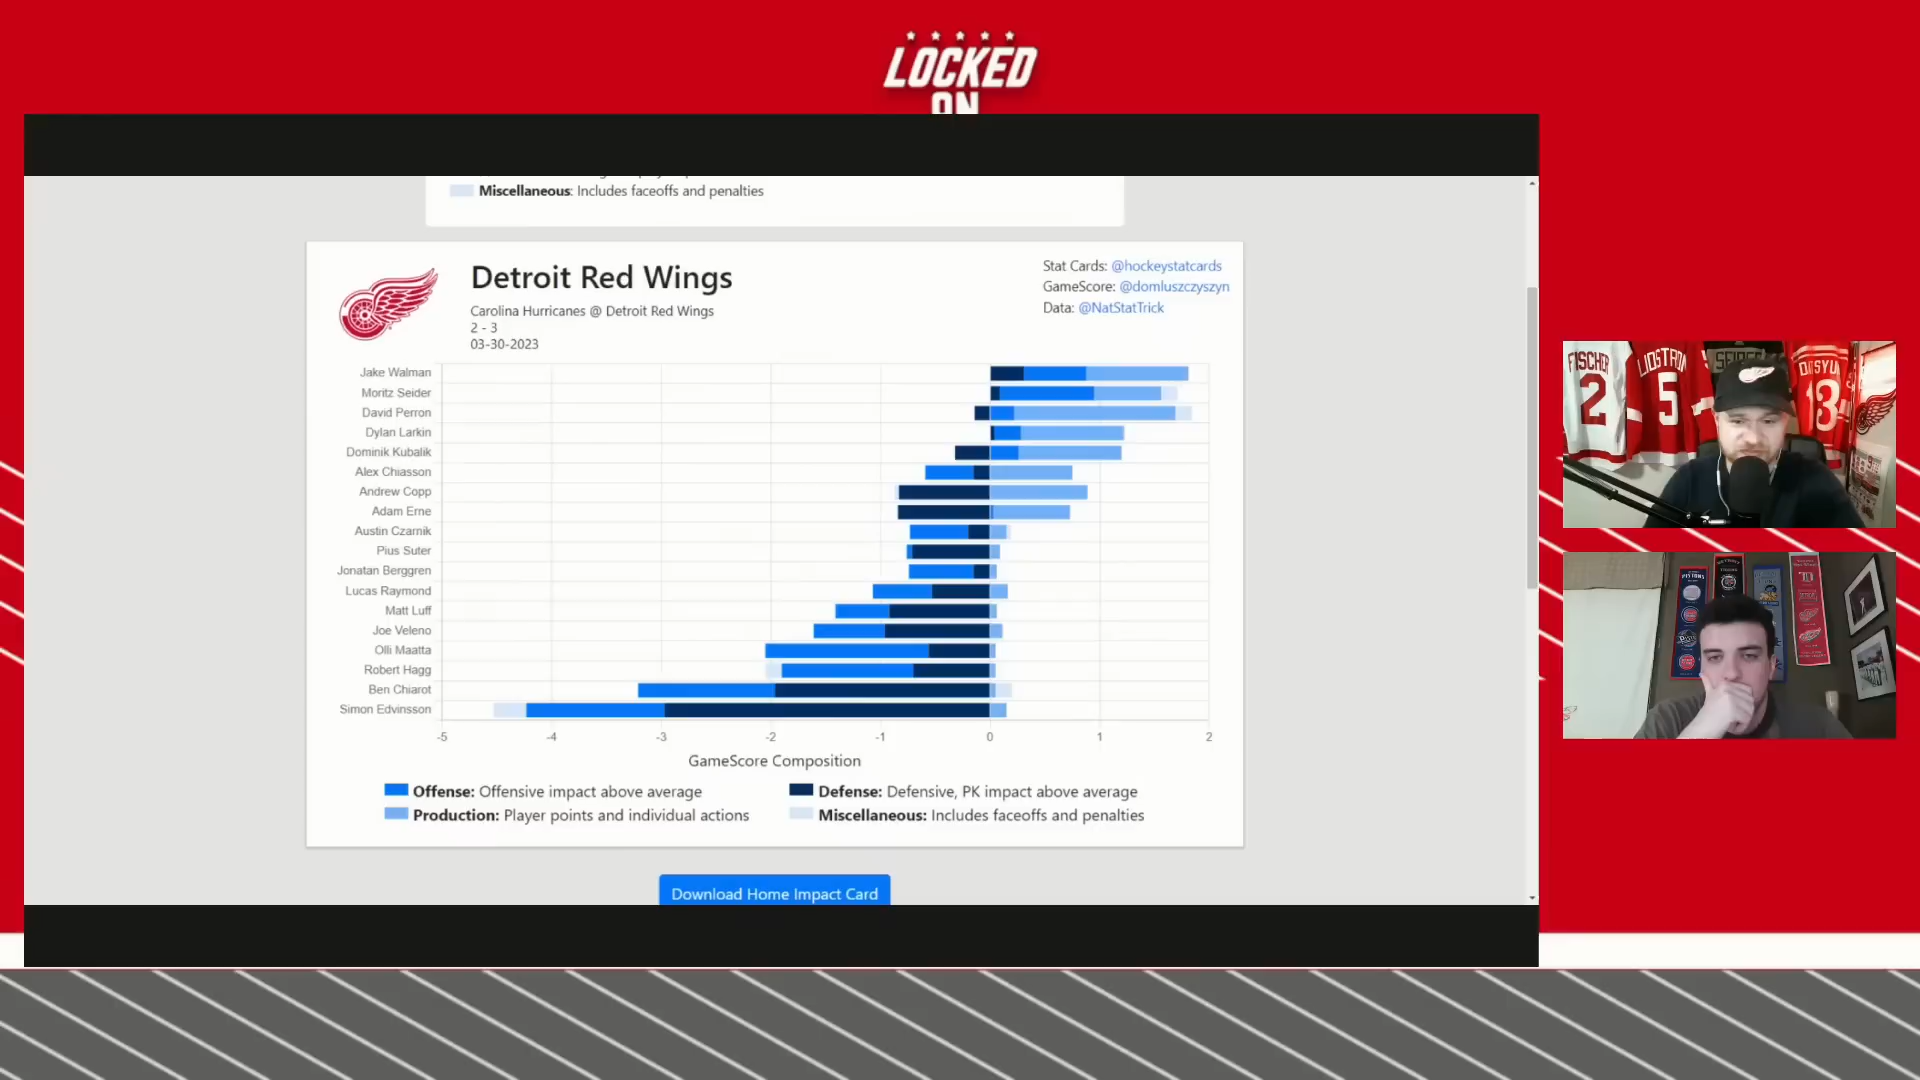 LOCKED
ON
Miscellaneous: Includes faceoffs and penalties
Detroit Red Wings
Carolina Hurricanes @ Detroit Red Wings
2 - 3
03-30-2023
Stat Cards: @hockeystatcards
GameScore: @domluszczyszyn
Data: @NatStatTrick
Jake Walman
Moritz Seider
David Perron
Dylan Larkin
Dominik Kubalik
Alex Chiasson
Andrew Copp
Adam Erne
Austin Czarnik
Pius Suter
Jonatan Berggren
Lucas Raymond
Matt Luff
Joe Veleno
Olli Maatta
Robert Hagg
Ben Chiarot
Simon Edvinsson
-5 -4 -3 -2 -1 0 1 2
GameScore Composition
Offense: Offensive impact above average
Defense: Defensive, PK impact above average
Production: Player points and individual actions
Miscellaneous: Includes faceoffs and penalties
Download Home Impact Card
FISCHER
2
LIDSTROM
5
13
PISTONS